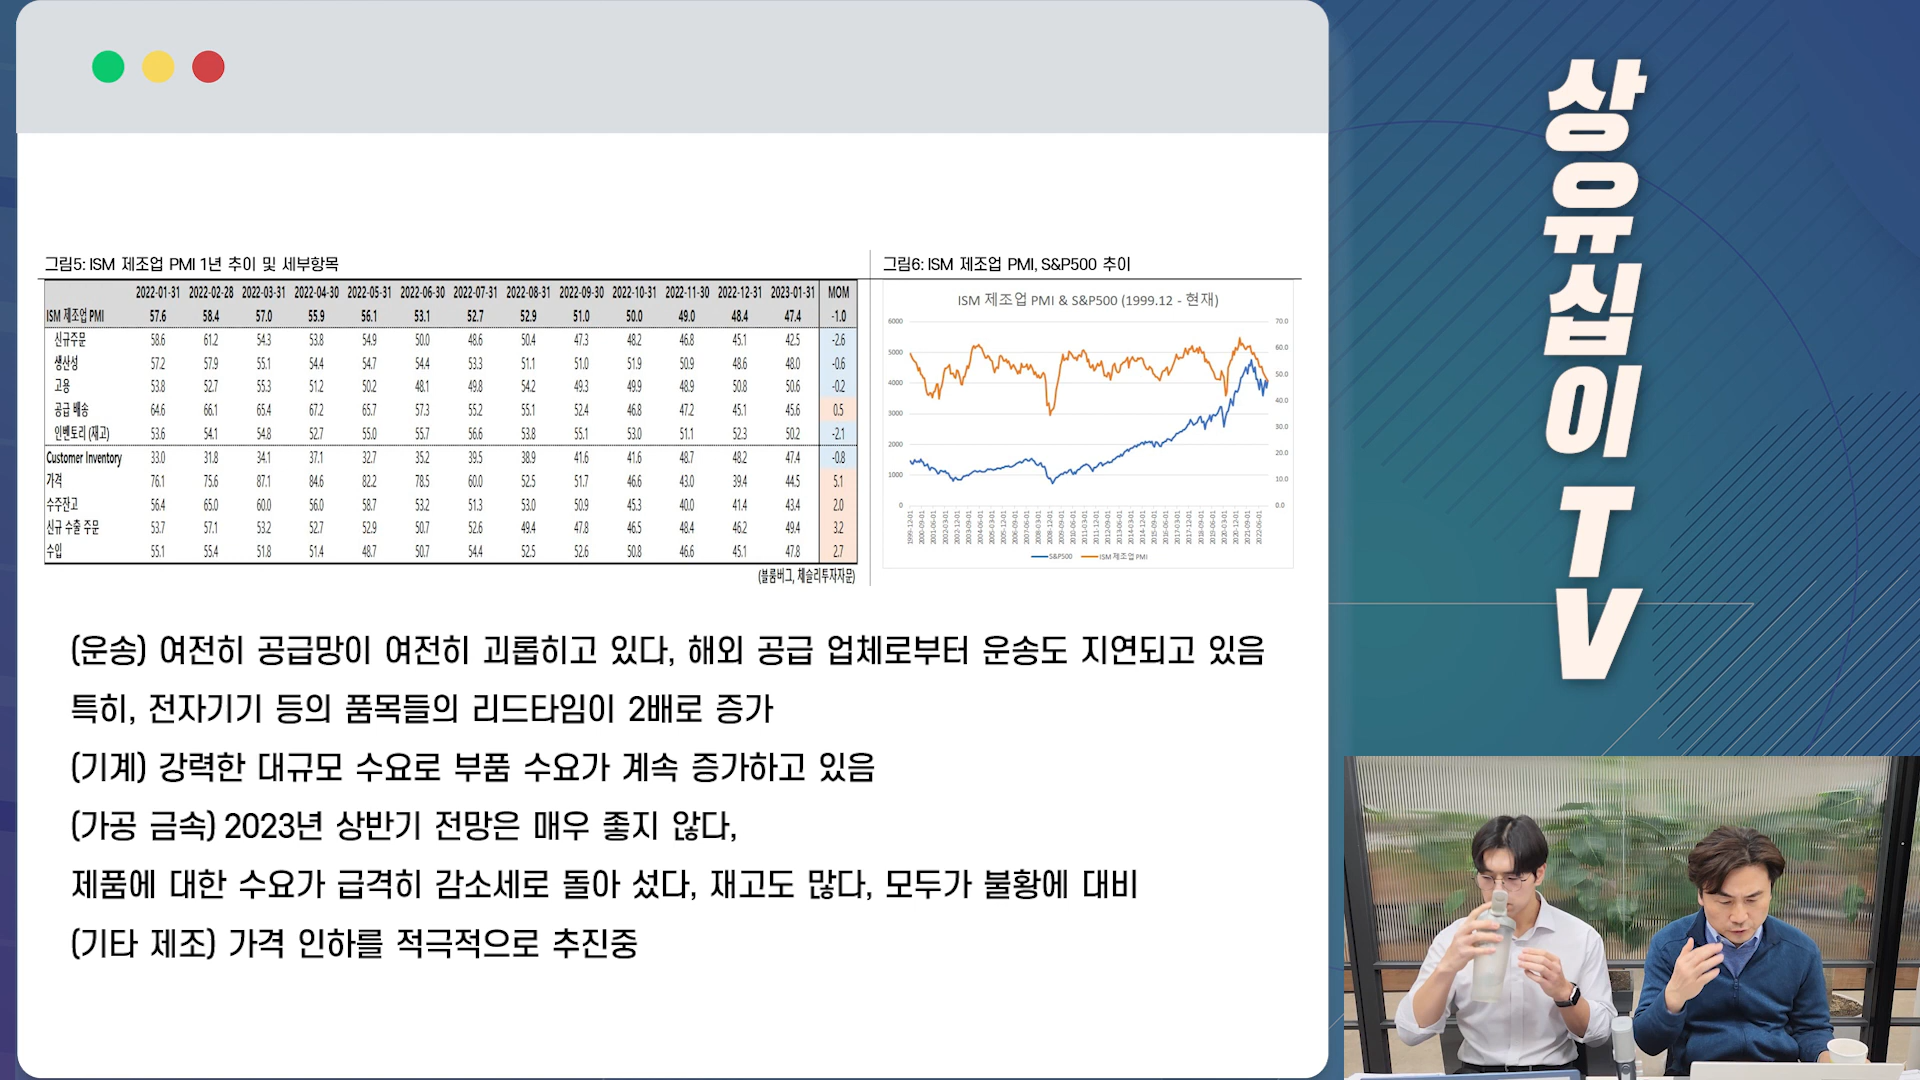 그림5: ISM 제조업 PMI 1년 추이 및 세부항목
2022-01-31 2022-02-28 2022-03-31 2022-04-30 2022-05-31 2022-06-30 2022-07-31 2022-08-31 2022-09-30 2022-10-31 2022-11-30 2022-12-31 2023-01-31 MOM
ISM 제조업 PMI 57.6 58.4 57.0 55.9 56.1 53.1 52.7 52.9 51.0 50.0 49.0 48.4 47.4 -1.0
신규주문 58.6 61.2 54.3 53.8 54.9 50.0 48.6 50.4 47.3 48.2 46.8 45.1 42.5 -2.6
생산성 57.2 57.9 55.1 54.4 54.7 54.4 53.3 51.1 51.0 51.9 50.9 48.6 48.0 -0.6
고용 53.8 52.7 55.3 51.2 50.2 48.1 49.8 54.2 49.3 49.9 48.9 50.8 50.6 -0.2
공급 배송 64.6 66.1 65.4 67.2 65.7 57.3 55.2 55.1 52.4 46.8 47.2 45.1 45.6 0.5
인벤토리 (재고) 53.6 54.1 54.8 52.7 55.0 55.7 56.6 53.8 55.1 53.0 51.1 52.3 50.2 -2.1
Customer Inventory 33.0 31.8 34.1 37.1 32.7 35.2 39.5 38.9 41.6 41.6 48.7 48.2 47.4 -0.8
가격 76.1 75.6 87.1 84.6 82.2 78.5 60.0 52.5 51.7 46.6 43.0 39.4 44.5 5.1
수주잔고 56.4 65.0 60.0 56.0 58.7 53.2 51.3 53.0 50.9 45.3 40.0 41.4 43.4 2.0
신규 수출 주문 53.7 57.1 53.2 52.7 52.9 50.7 52.6 49.4 47.8 46.5 48.4 46.2 49.4 3.2
수입 55.1 55.4 51.8 51.4 48.7 50.7 54.4 52.5 52.6 50.8 46.6 45.1 47.8 2.7
(블룸버그, 체슬리투자자문)
그림6: ISM 제조업 PMI, S&P500 추이
ISM 제조업 PMI & S&P500 (1999.12 - 현재)
6000 70.0
5000 60.0
4000 50.0
3000 40.0
2000 30.0
1000 20.0
0 10.0
0.0
S&P500 ISM 제조업 PMI
(운송) 여전히 공급망이 여전히 괴롭히고 있다, 해외 공급 업체로부터 운송도 지연되고 있음
특히, 전자기기 등의 품목들의 리드타임이 2배로 증가
(기계) 강력한 대규모 수요로 부품 수요가 계속 증가하고 있음
(가공 금속) 2023년 상반기 전망은 매우 좋지 않다,
제품에 대한 수요가 급격히 감소세로 돌아 섰다, 재고도 많다, 모두가 불황에 대비
(기타 제조) 가격 인하를 적극적으로 추진중
상유십이 TV